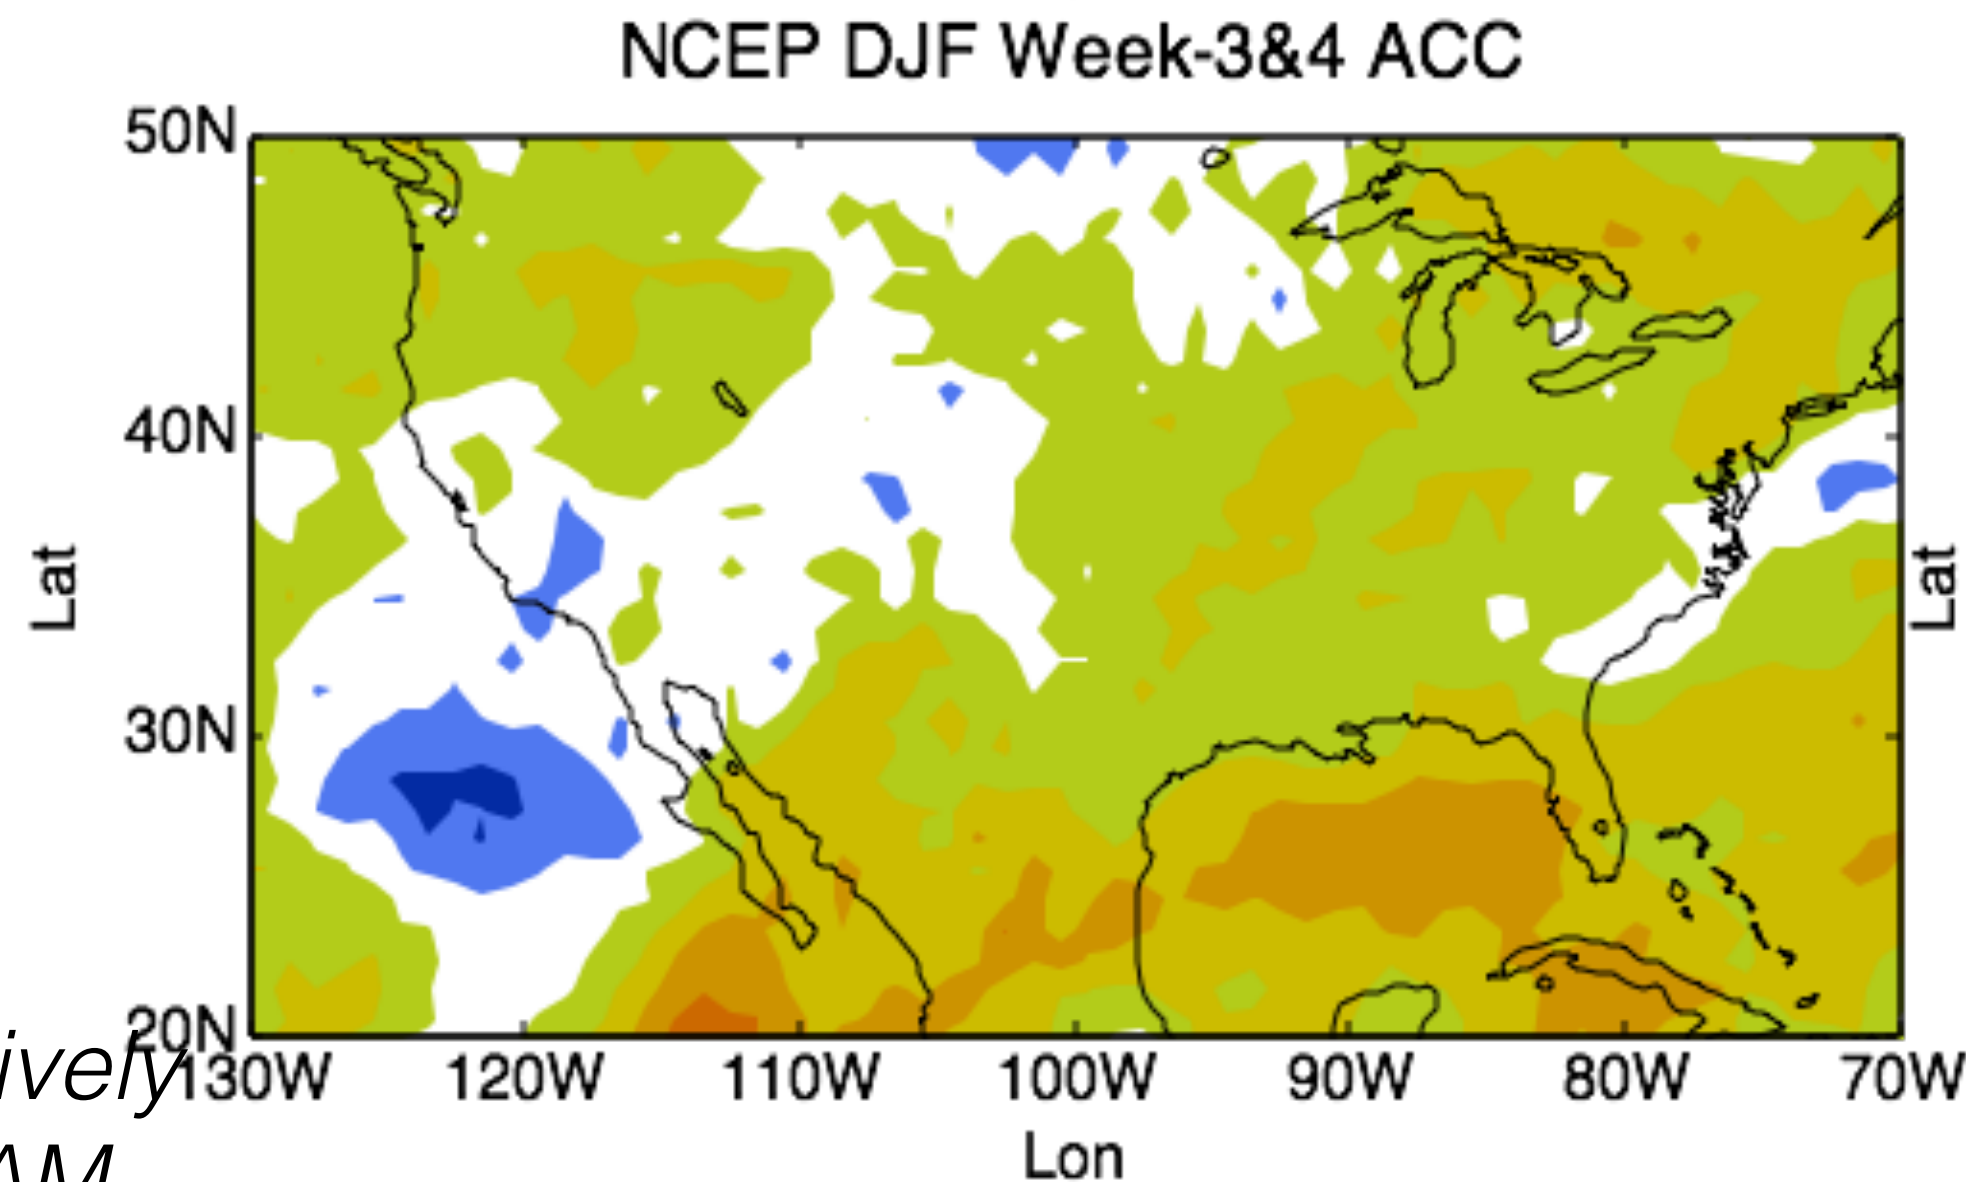 NCEP DJF Week-3&4 ACC
50N
40N
Lat
Lat
30N
20N
ively
130W 120W 110W 100W 90W 80W 70W
AM
Lon